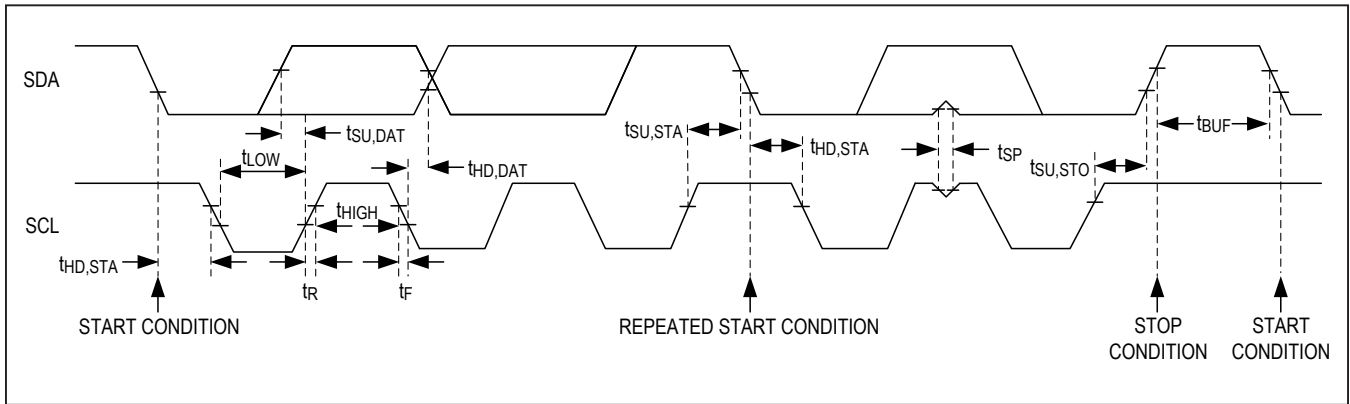 SDA
tSU,DAT
tLOW
tHD,DAT
tSU,STA
tHD,STA
tSP
tBUF
tSU,STO
SCL
tHIGH
tHD,STA
tR
tF
START CONDITION
REPEATED START CONDITION
STOP
CONDITION
START
CONDITION